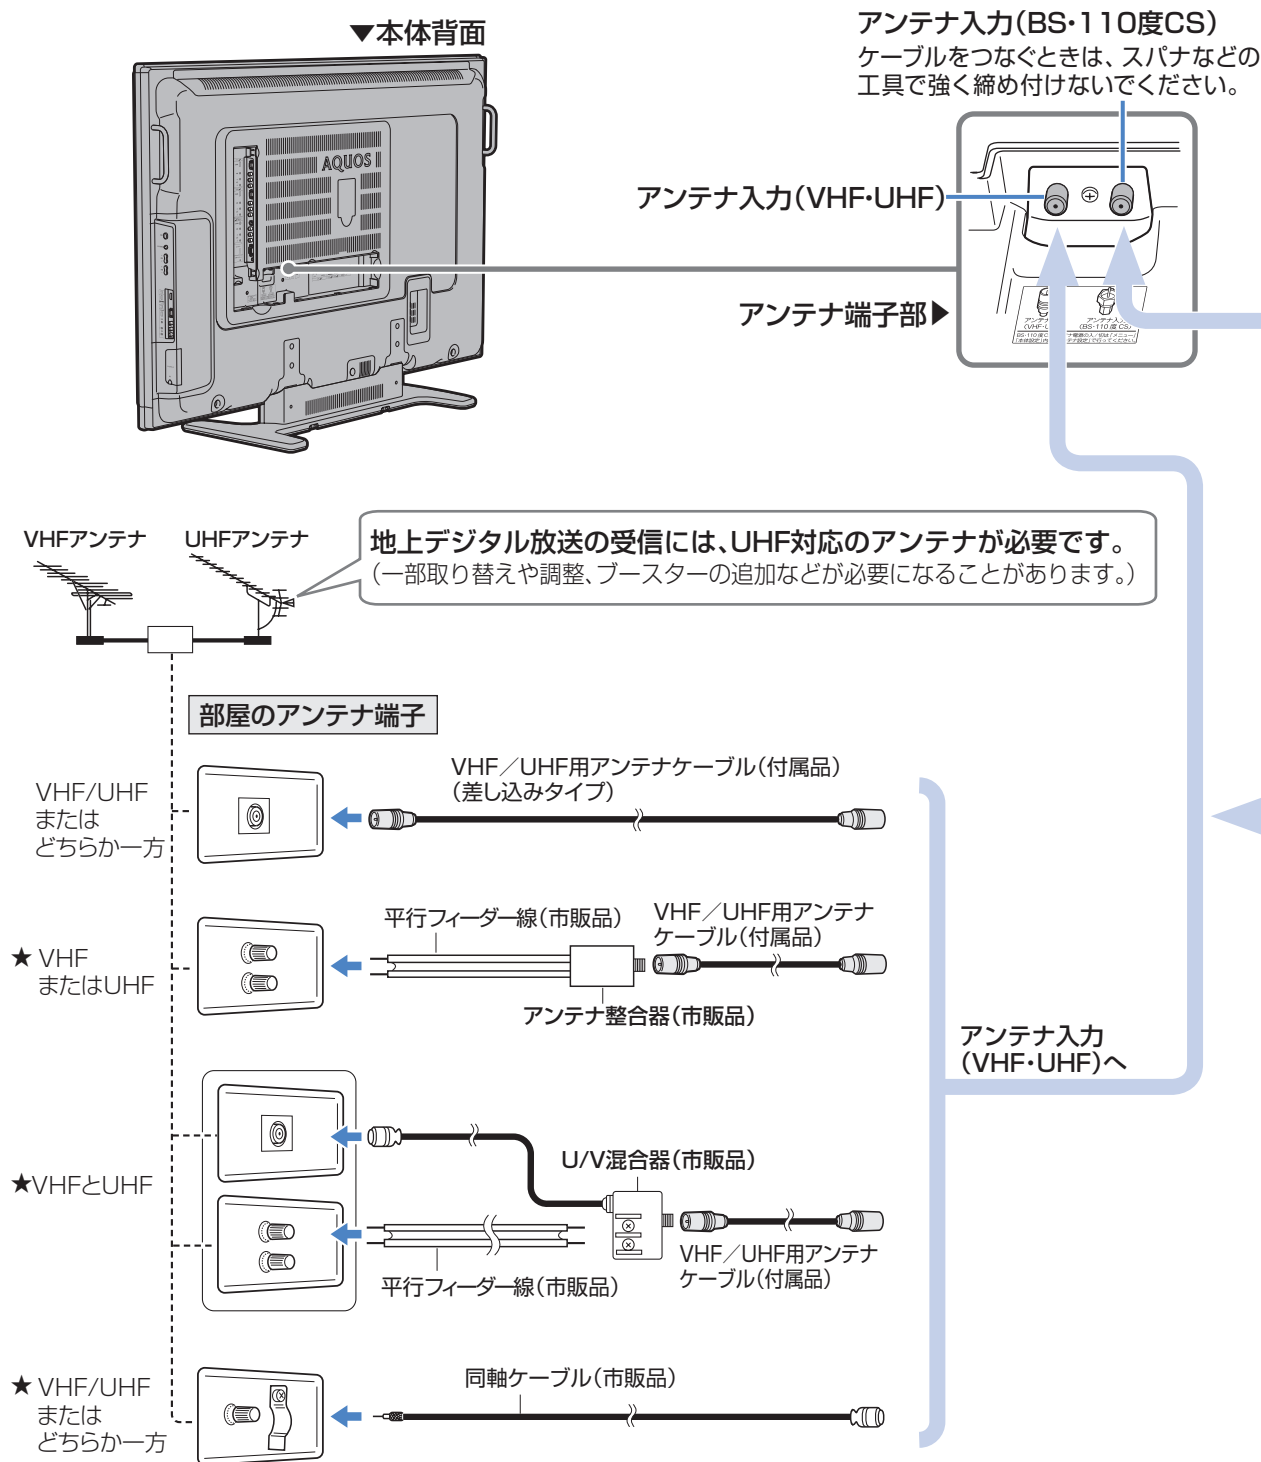 ▼本体背面
アンテナ入力(BS・110度CS)
ケーブルをつなぐときは、スパナなどの
工具で強く締め付けないでください。
AQUOS
アンテナ入力(VHF・UHF)
アンテナ端子部▶
アンテナ入力
(BS・110度CS)
VHFアンテナ
UHFアンテナ
地上デジタル放送の受信には、UHF対応のアンテナが必要です。
(一部取り替えや調整、ブースターの追加などが必要になることがあります。)
部屋のアンテナ端子
VHF/UHF
または
どちらか一方
VHF/UHF用アンテナケーブル(付属品)
(差し込みタイプ)
★ VHF
またはUHF
平行フィーダー線(市販品)
VHF/UHF用アンテナ
ケーブル(付属品)
アンテナ整合器(市販品)
アンテナ入力
(VHF・UHF)へ
★VHFとUHF
U/V混合器(市販品)
平行フィーダー線(市販品)
VHF/UHF用アンテナ
ケーブル(付属品)
★ VHF/UHF
または
どちらか一方
同軸ケーブル(市販品)